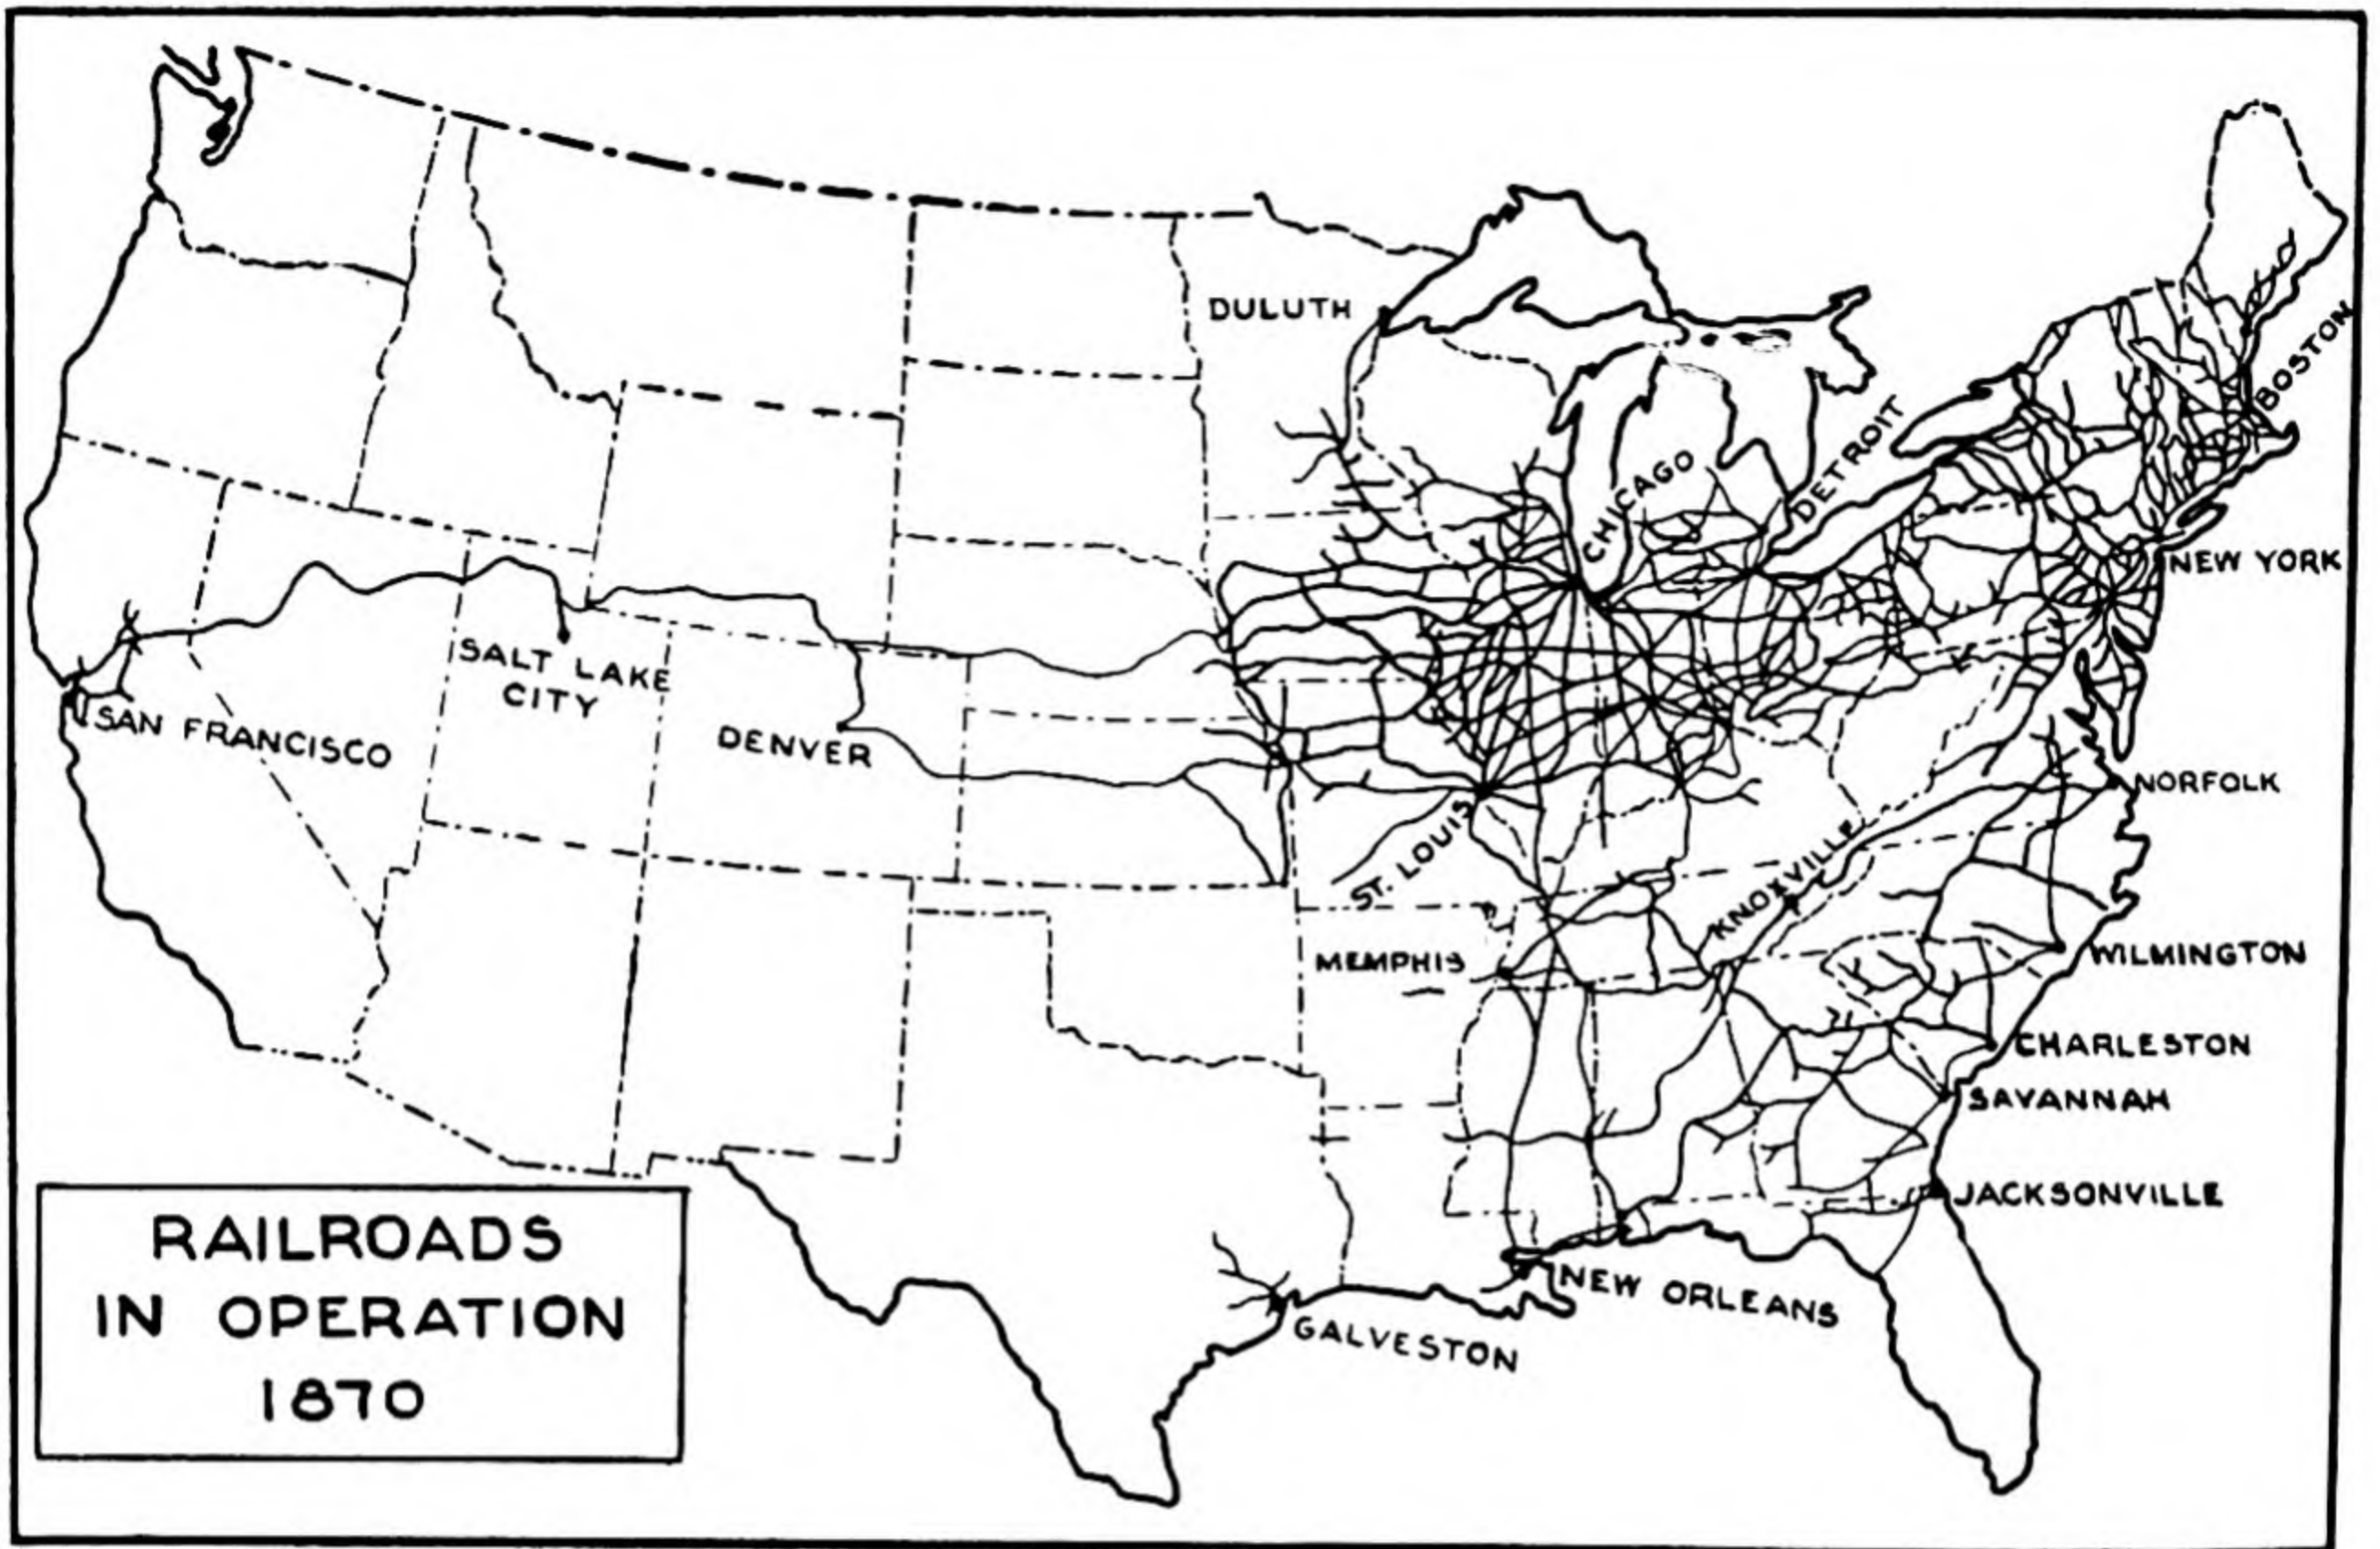 DULUTH
BOSTON
DETROIT
CHICAGO
NEW YORK
SALT LAKE
CITY
SAN FRANCISCO
DENVER
NORFOLK
ST. LOUIS
KNOXVILLE
MEMPHIS
WILMINGTON
CHARLESTON
SAVANNAH
JACKSONVILLE
NEW ORLEANS
GALVESTON
RAILROADS
IN OPERATION
1870